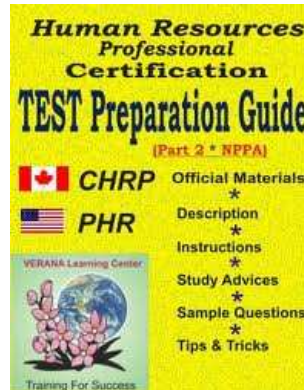 Human Resources
Professional
Certification
TEST Preparation Guide
(Part 2 * NPPA)
CHRP
PHR
Official Materials
*
Description
*
Instructions
*
Study Advices
*
Sample Questions
*
Tips & Tricks
VERANA Learning Center
Training For Success